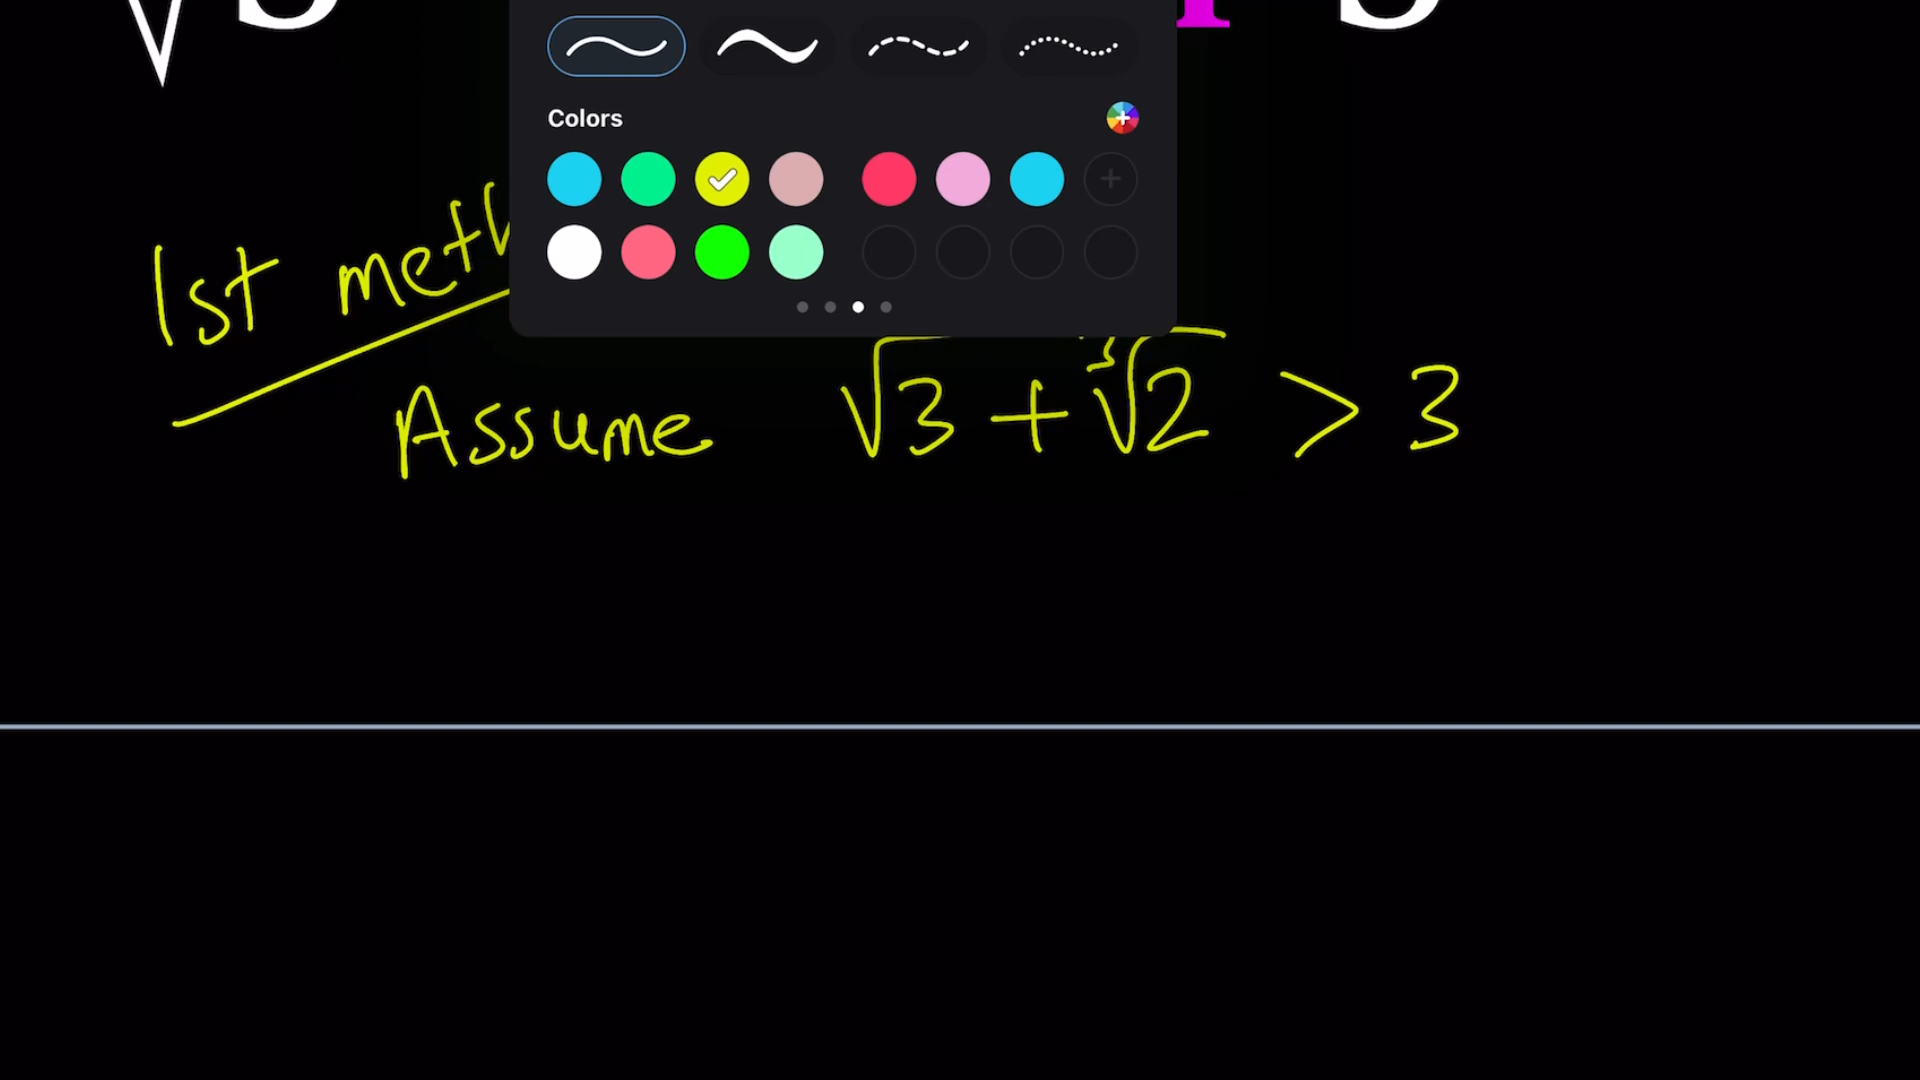 Colors
1st meth
Assume √3 + ∛2 > 3